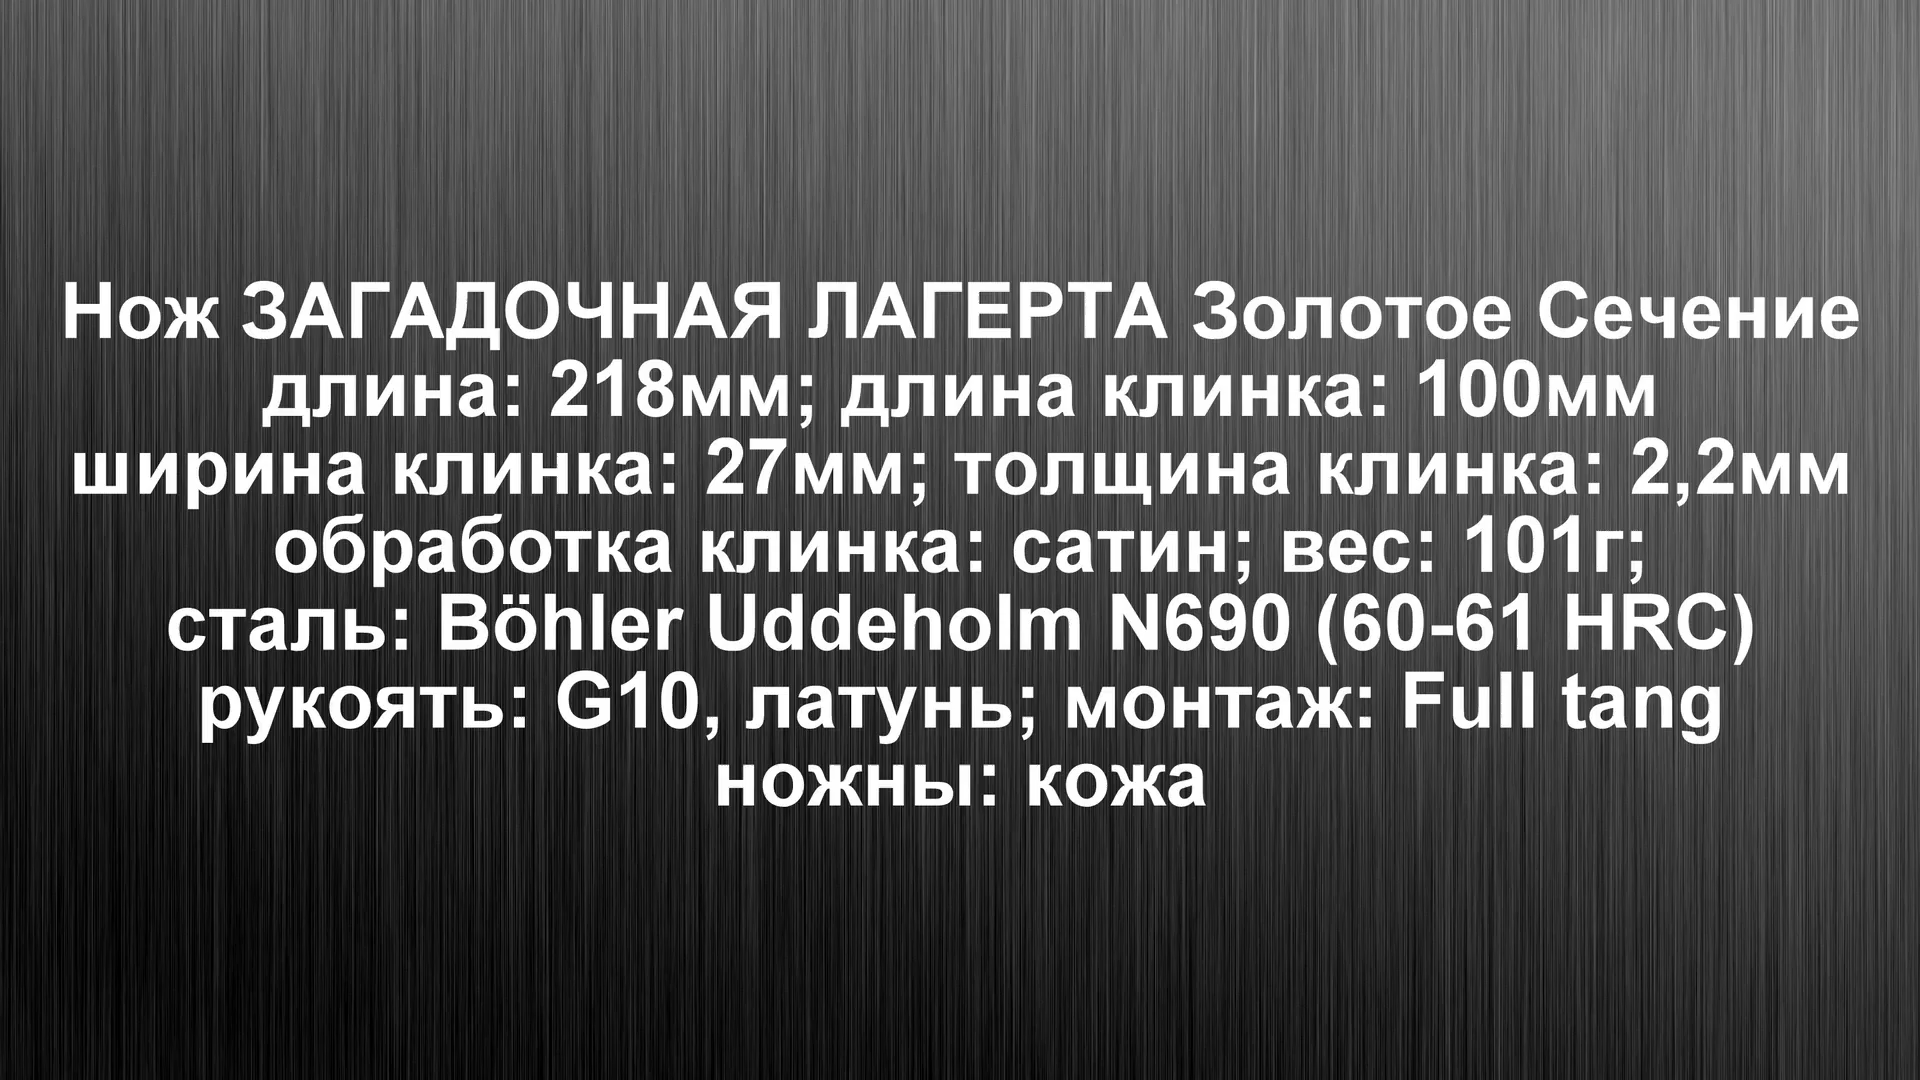 Нож ЗАГАДОЧНАЯ ЛАГЕРТА Золотое Сечение
длина: 218мм; длина клинка: 100мм
ширина клинка: 27мм; толщина клинка: 2,2мм
обработка клинка: сатин; вес: 101г;
сталь: Böhler Uddeholm N690 (60-61 HRC)
рукоять: G10, латунь; монтаж: Full tang
ножны: кожа